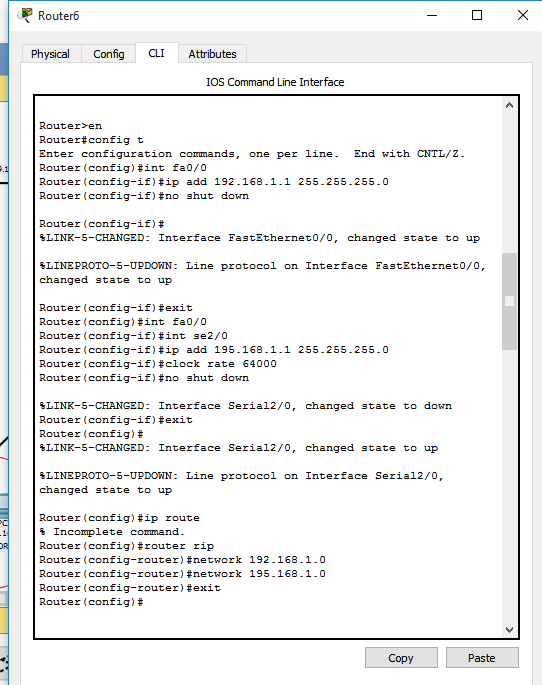 Router6
Physical Config CLI Attributes
IOS Command Line Interface
Router>en
Router#config t
Enter configuration commands, one per line.  End with CNTL/Z.
Router(config)#int fa0/0
Router(config-if)#ip add 192.168.1.1 255.255.255.0
Router(config-if)#no shut down
Router(config-if)#
%LINK-5-CHANGED: Interface FastEthernet0/0, changed state to up
%LINEPROTO-5-UPDOWN: Line protocol on Interface FastEthernet0/0,
changed state to up
Router(config-if)#exit
Router(config)#int fa0/0
Router(config-if)#int se2/0
Router(config-if)#ip add 195.168.1.1 255.255.255.0
Router(config-if)#clock rate 64000
Router(config-if)#no shut down
%LINK-5-CHANGED: Interface Serial2/0, changed state to down
Router(config-if)#exit
Router(config)#
%LINK-5-CHANGED: Interface Serial2/0, changed state to up
%LINEPROTO-5-UPDOWN: Line protocol on Interface Serial2/0,
changed state to up
Router(config)#ip route
% Incomplete command.
Router(config)#router rip
Router(config-router)#network 192.168.1.0
Router(config-router)#network 195.168.1.0
Router(config-router)#exit
Router(config)#
Copy Paste